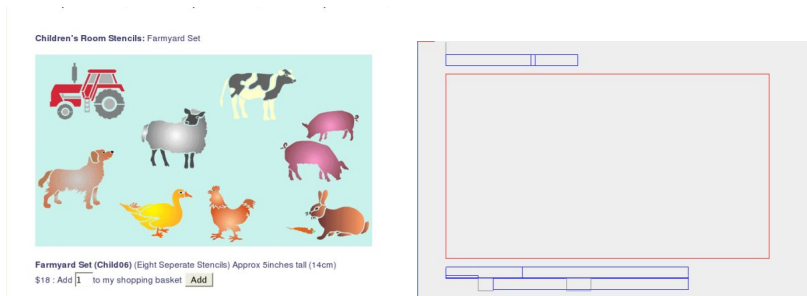 Children's Room Stencils: Farmyard Set
Farmyard Set (Child06) (Eight Seperate Stencils) Approx 5inches tall (14cm)
$18 : Add 1 to my shopping basket Add